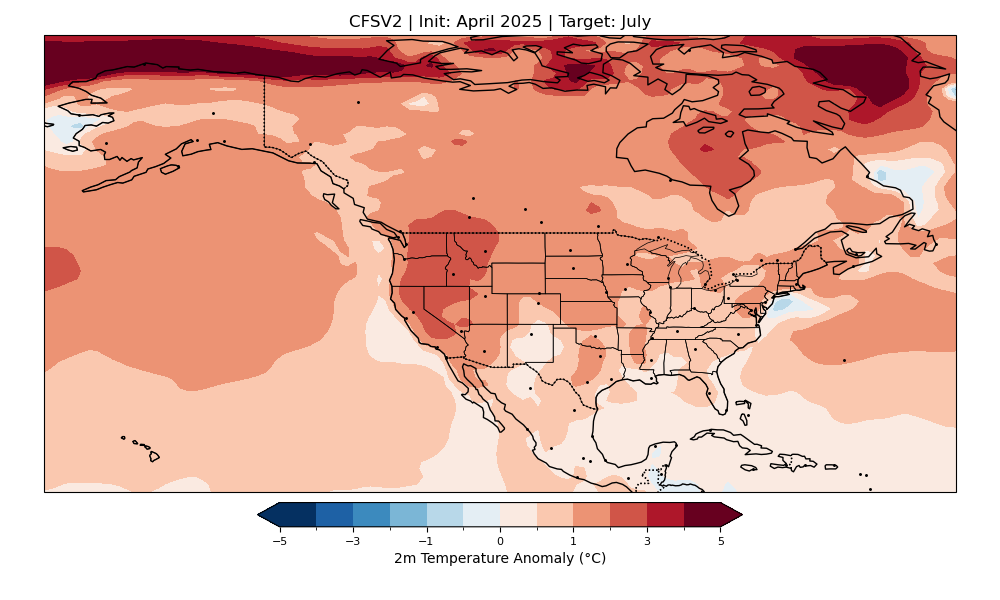 CFSV2 | Init: April 2025 | Target: July
−5 −3 −1 0 1 3 5
2m Temperature Anomaly (°C)